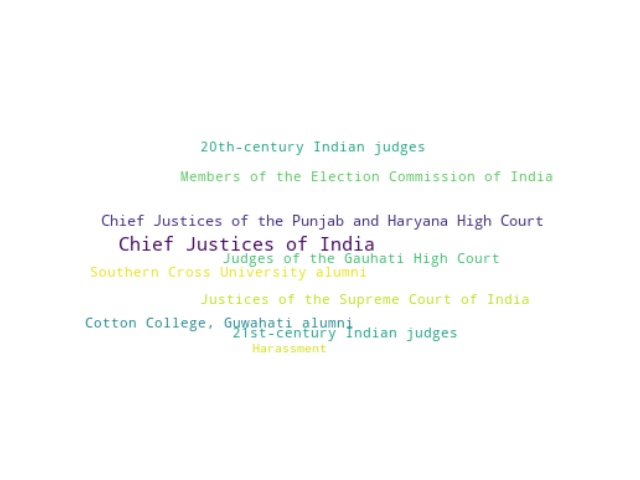 20th-century Indian judges
Members of the Election Commission of India
Chief Justices of the Punjab and Haryana High Court
Chief Justices of India
Judges of the Gauhati High Court
Southern Cross University alumni
Justices of the Supreme Court of India
Cotton College, Guwahati alumni
21st-century Indian judges
Harassment